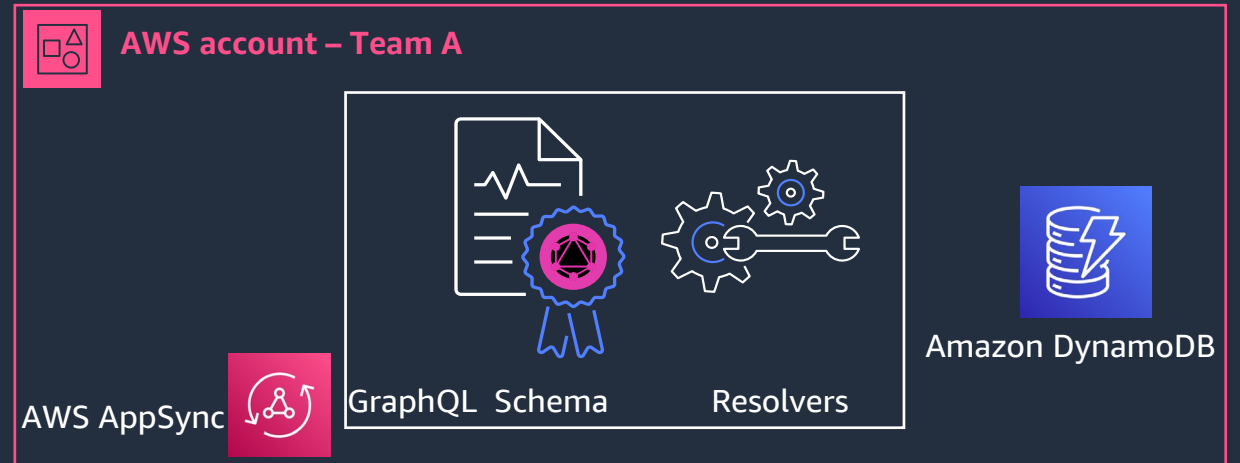 AWS account – Team A
Amazon DynamoDB
AWS AppSync
GraphQL Schema
Resolvers